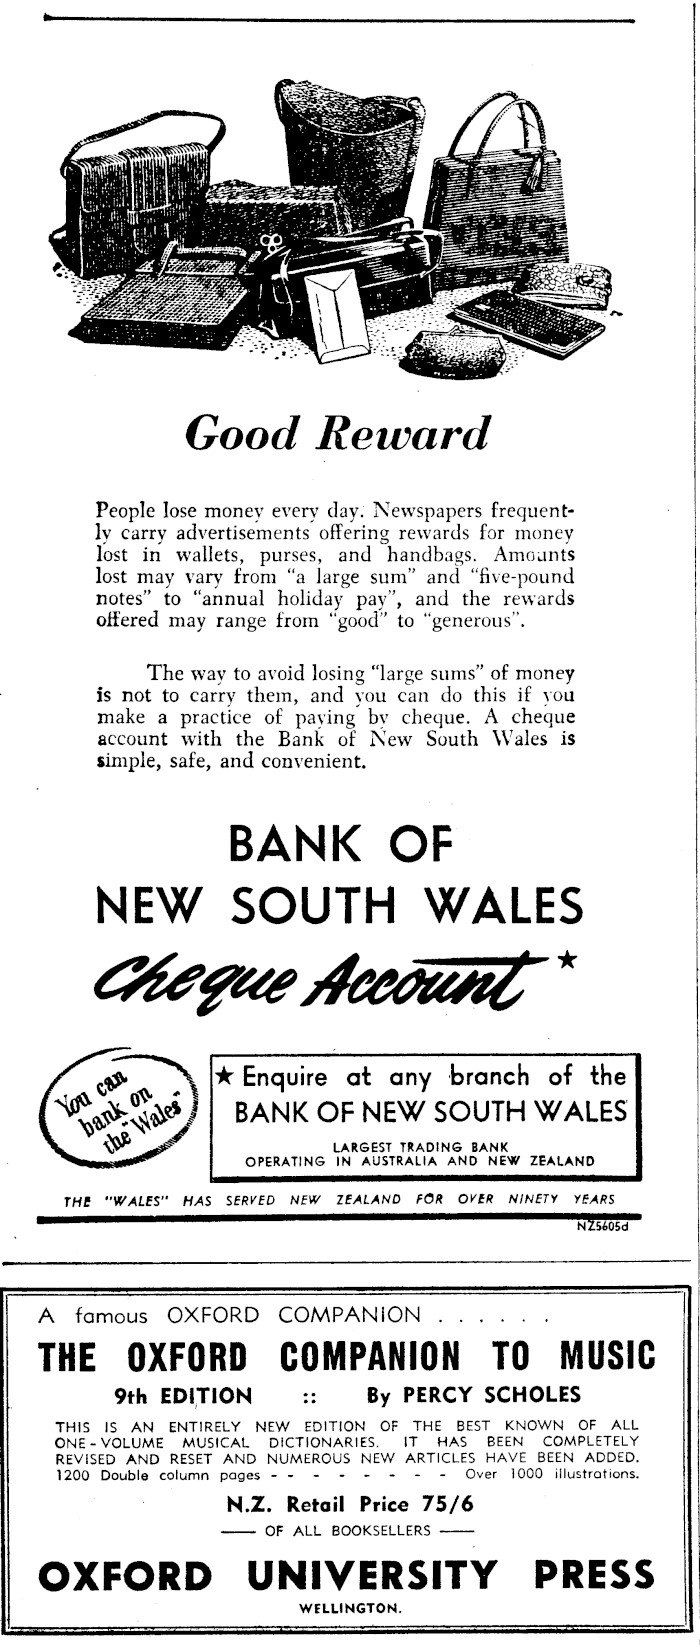 Good Reward
People lose money every day. Newspapers frequent-
ly carry advertisements offering rewards for money
lost in wallets, purses, and handbags. Amounts
lost may vary from "a large sum" and "five-pound
notes" to "annual holiday pay", and the rewards
offered may range from "good" to "generous".
The way to avoid losing "large sums" of money
is not to carry them, and you can do this if you
make a practice of paying by cheque. A cheque
account with the Bank of New South Wales is
simple, safe, and convenient.
BANK OF
NEW SOUTH WALES
Cheque Account ★
You can
bank on
the "Wales"
★ Enquire at any branch of the
BANK OF NEW SOUTH WALES
LARGEST TRADING BANK
OPERATING IN AUSTRALIA AND NEW ZEALAND
THE "WALES" HAS SERVED NEW ZEALAND FOR OVER NINETY YEARS
NZ5605d
A famous OXFORD COMPANION . . . . . .
THE OXFORD COMPANION TO MUSIC
9th EDITION :: By PERCY SCHOLES
THIS IS AN ENTIRELY NEW EDITION OF THE BEST KNOWN OF ALL
ONE-VOLUME MUSICAL DICTIONARIES. IT HAS BEEN COMPLETELY
REVISED AND RESET AND NUMEROUS NEW ARTICLES HAVE BEEN ADDED.
1200 Double column pages - - - - - - - - Over 1000 illustrations.
N.Z. Retail Price 75/6
—— OF ALL BOOKSELLERS ——
OXFORD UNIVERSITY PRESS
WELLINGTON.